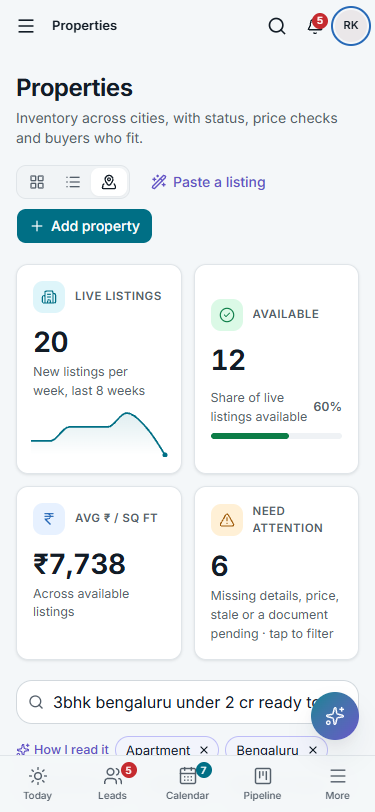 Properties
5
RK
Properties
Inventory across cities, with status, price checks
and buyers who fit.
Paste a listing
+ Add property
LIVE LISTINGS
20
New listings per
week, last 8 weeks
AVAILABLE
12
Share of live
listings available
60%
AVG ₹ / SQ FT
₹7,738
Across available
listings
NEED
ATTENTION
6
Missing details, price,
stale or a document
pending · tap to filter
3bhk bengaluru under 2 cr ready
How I read it
Apartment ×
Bengaluru ×
Today
5
Leads
7
Calendar
Pipeline
More